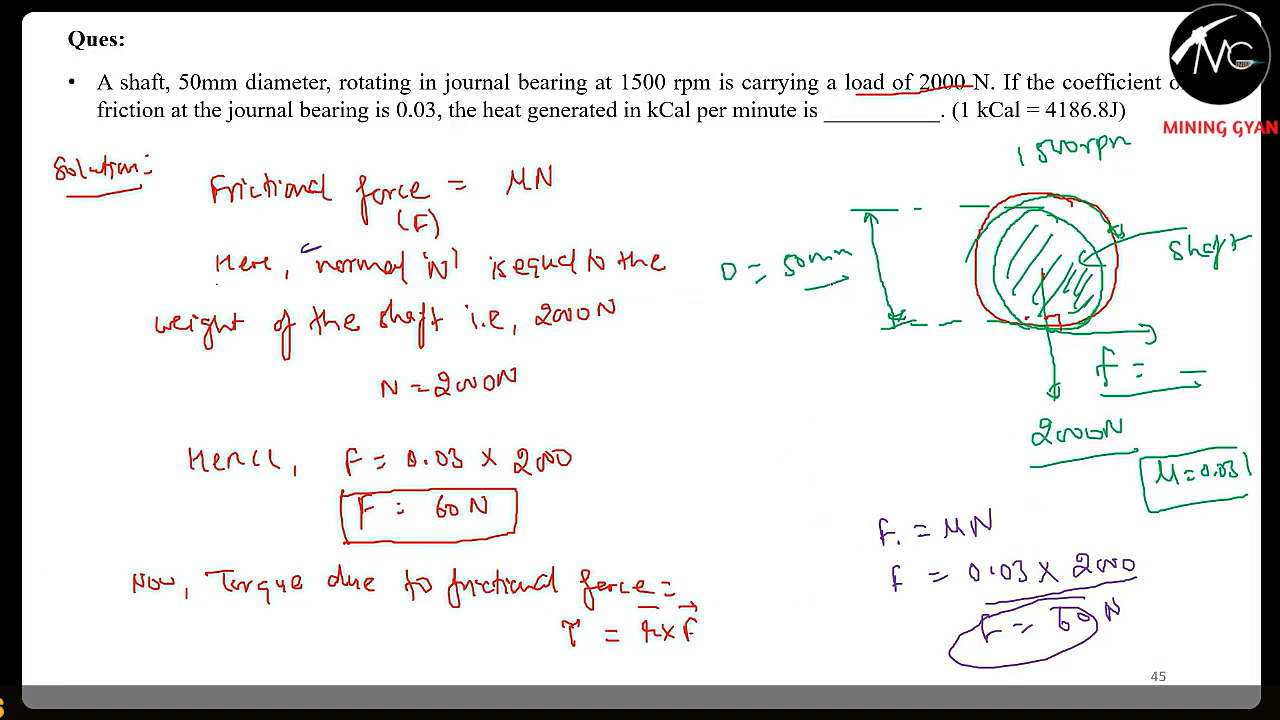 Ques:
• A shaft, 50mm diameter, rotating in journal bearing at 1500 rpm is carrying a load of 2000 N. If the coefficient o
friction at the journal bearing is 0.03, the heat generated in kCal per minute is __________. (1 kCal = 4186.8J)
MG
MINING GYAN
Solution:
Frictional force = μN
(F)
Here, normal 'N' is equal to the
weight of the shaft i.e, 2000N
N = 2000N
Hence, F = 0.03 × 2000
F = 60 N
Now, Torque due to frictional force =
τ = r × F
1500rpm
shaft
D = 50mm
f = _
2000N
μ = 0.03
F = μN
F = 0.03 × 2000
F = 60 N
45